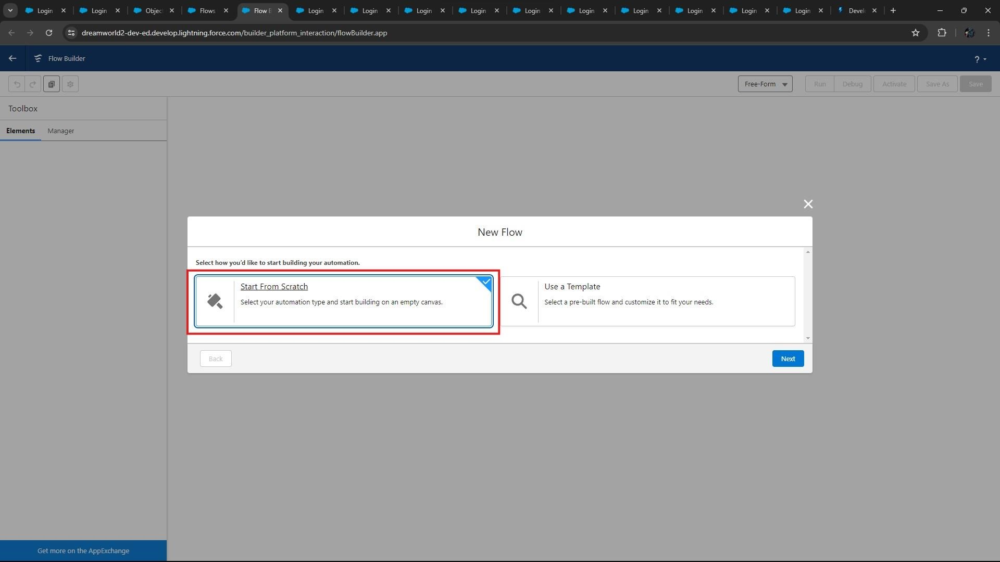 Login
Login
Objec
Flows
Flow B
Login
Login
Login
Login
Login
Login
Login
Login
Login
Login
Devel
dreamworld2-dev-ed.develop.lightning.force.com/builder_platform_interaction/flowBuilder.app
Flow Builder
?
Free-Form
Run
Debug
Activate
Save As
Save
Toolbox
Elements
Manager
New Flow
Select how you'd like to start building your automation.
Start From Scratch
Select your automation type and start building on an empty canvas.
Use a Template
Select a pre-built flow and customize it to fit your needs.
Back
Next
Get more on the AppExchange